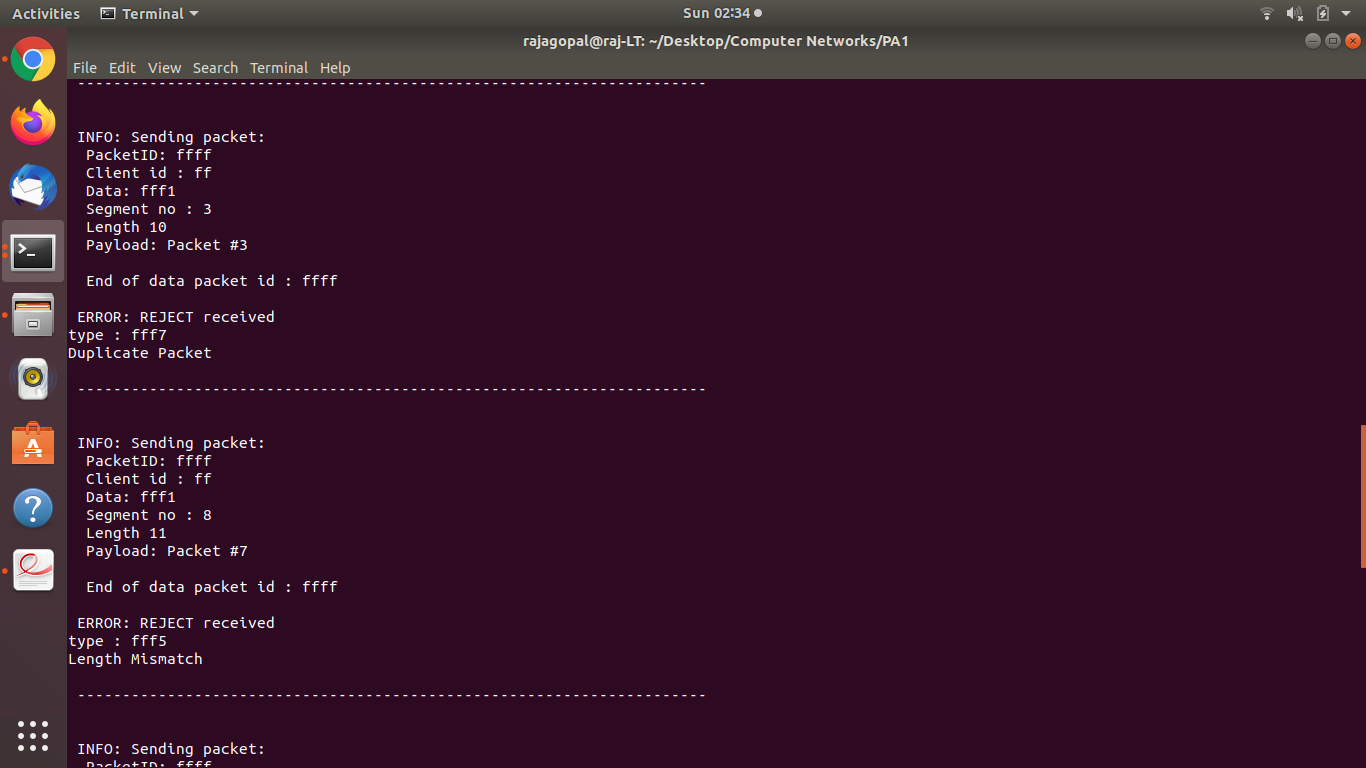 Activities Terminal Sun 02:34
rajagopal@raj-LT: ~/Desktop/Computer Networks/PA1
File Edit View Search Terminal Help
-----------------------------------------------------------------------
INFO: Sending packet:
PacketID: ffff
Client id : ff
Data: fff1
Segment no : 3
Length 10
Payload: Packet #3
End of data packet id : ffff
ERROR: REJECT received
type : fff7
Duplicate Packet
-----------------------------------------------------------------------
INFO: Sending packet:
PacketID: ffff
Client id : ff
Data: fff1
Segment no : 8
Length 11
Payload: Packet #7
End of data packet id : ffff
ERROR: REJECT received
type : fff5
Length Mismatch
-----------------------------------------------------------------------
INFO: Sending packet:
PacketID: ffff